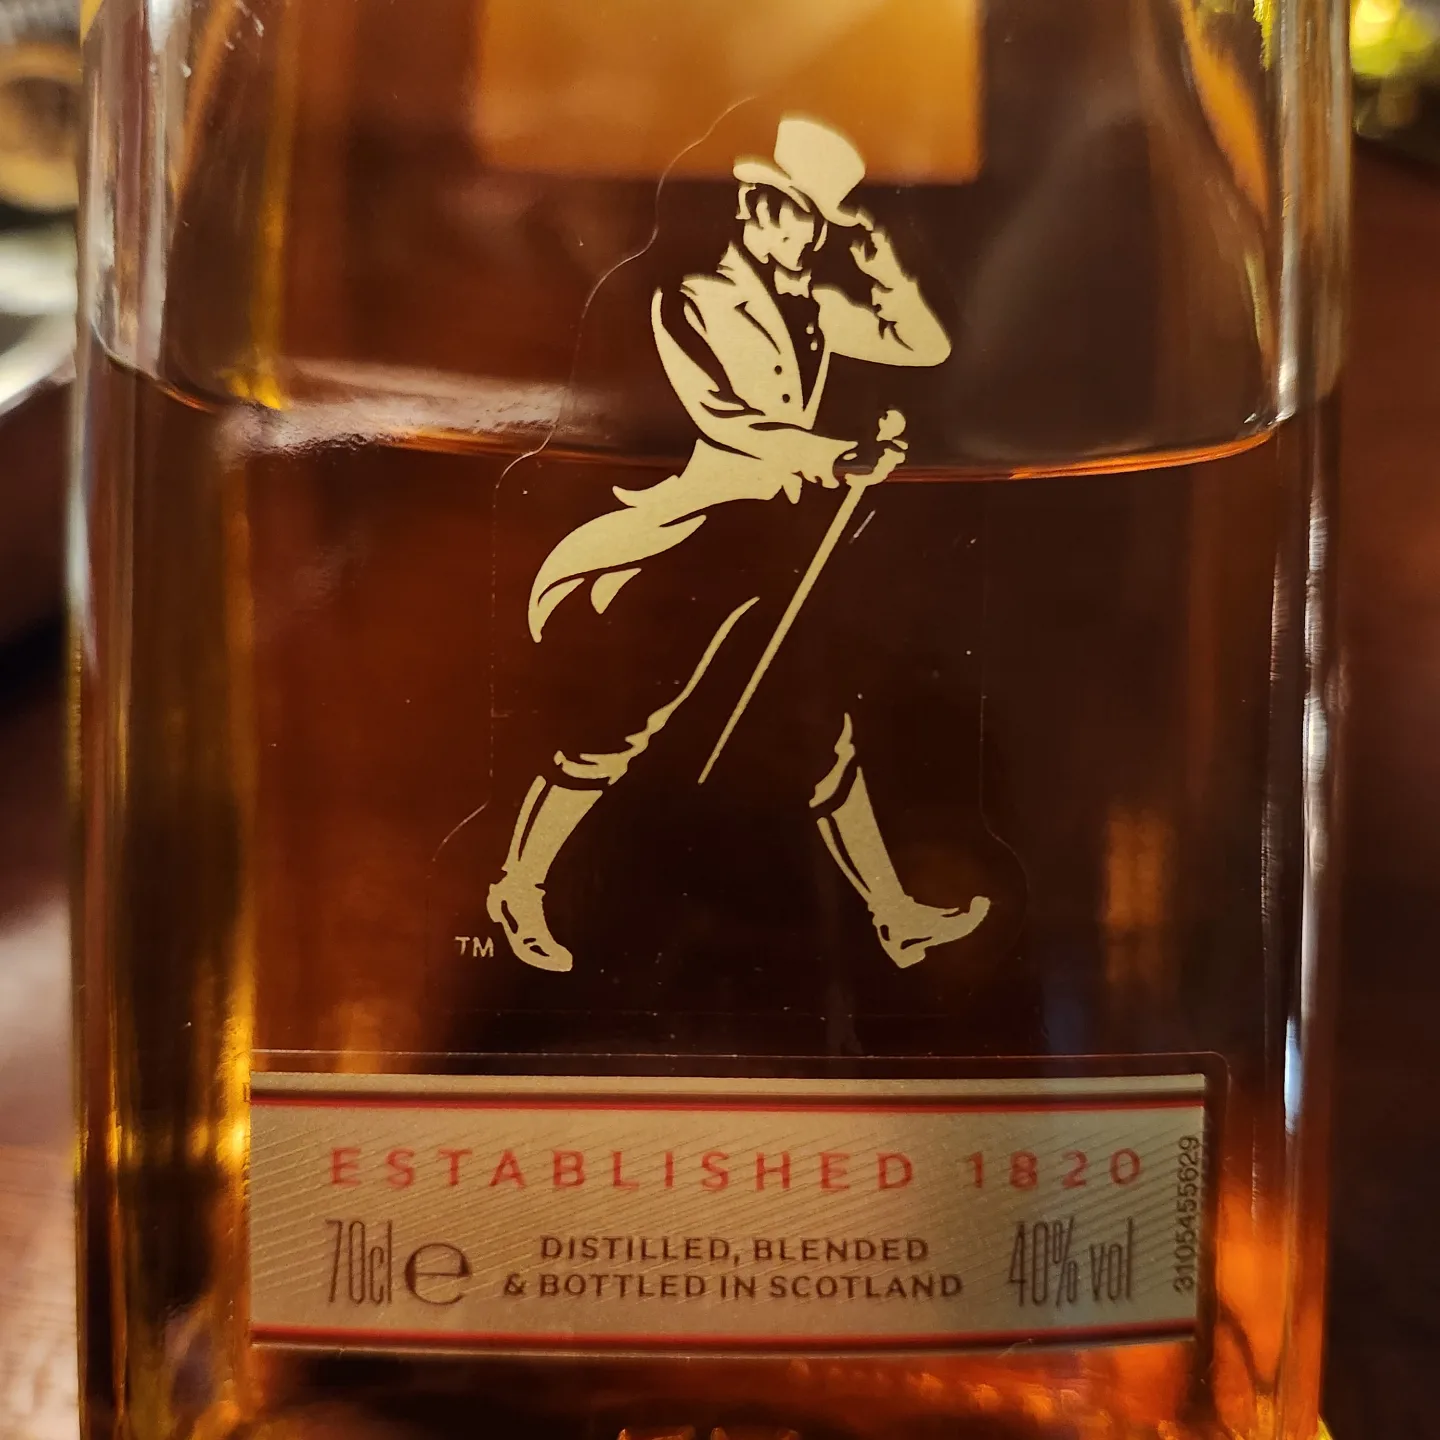 TM
ESTABLISHED 1820
70cl e DISTILLED, BLENDED
& BOTTLED IN SCOTLAND
40% vol
3105455629